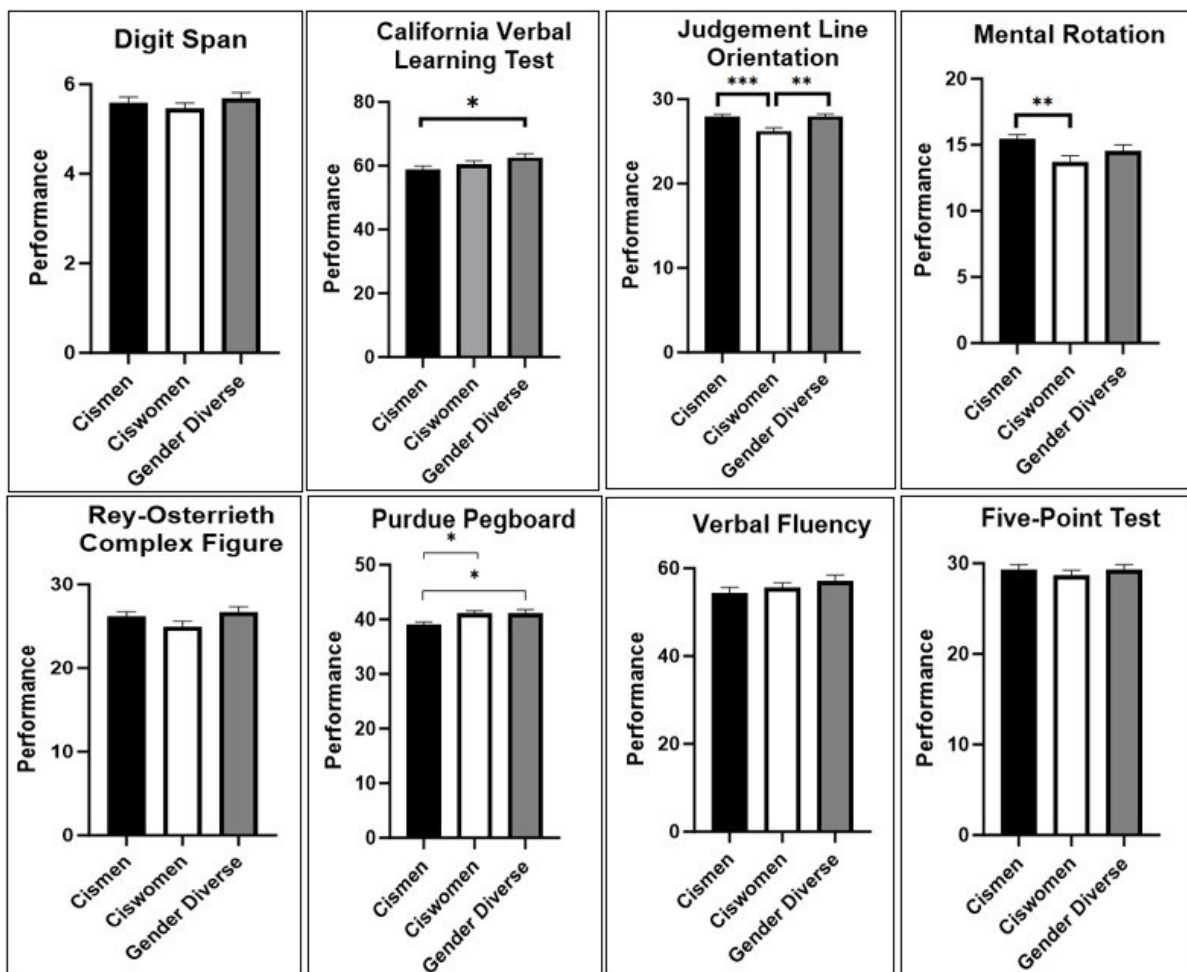 Digit Span
Performance
6
4
2
0
Cismen
Ciswomen
Gender Diverse
California Verbal
Learning Test
*
Performance
80
60
40
20
0
Cismen
Ciswomen
Gender Diverse
Judgement Line
Orientation
*** **
Performance
30
20
10
0
Cismen
Ciswomen
Gender Diverse
Mental Rotation
**
Performance
20
15
10
5
0
Cismen
Ciswomen
Gender Diverse
Rey-Osterrieth
Complex Figure
Performance
30
20
10
0
Cismen
Ciswomen
Gender Diverse
Purdue Pegboard
*
*
Performance
50
40
30
20
10
0
Cismen
Ciswomen
Gender Diverse
Verbal Fluency
Performance
60
40
20
0
Cismen
Ciswomen
Gender Diverse
Five-Point Test
Performance
30
20
10
0
Cismen
Ciswomen
Gender Diverse